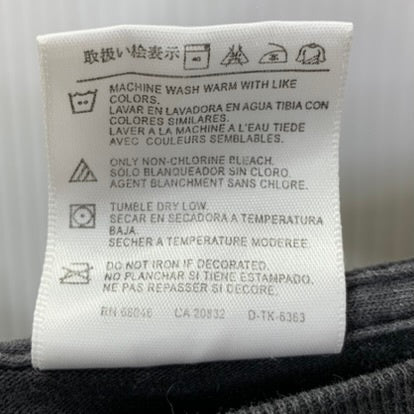 取扱い絵表示
MACHINE WASH WARM WITH LIKE
COLORS.
LAVAR EN LAVADORA EN AGUA TIBIA CON
COLORES SIMILARES.
LAVER A LA MACHINE A L'EAU TIEDE
AVEC COULEURS SEMBLABLES.
ONLY NON-CHLORINE BLEACH.
SÓLO BLANQUEADOR SIN CLORO.
AGENT BLANCHMENT SANS CHLORE.
TUMBLE DRY LOW.
SECAR EN SECADORA A TEMPERATURA
BAJA.
SECHER A TEMPERATURE MODEREE.
DO NOT IRON IF DECORATED.
NO PLANCHAR SI TIENE ESTAMPADO.
NE PAS REPASSER SI DECORE.
RN 68046 CA 20832 D-TK-6363